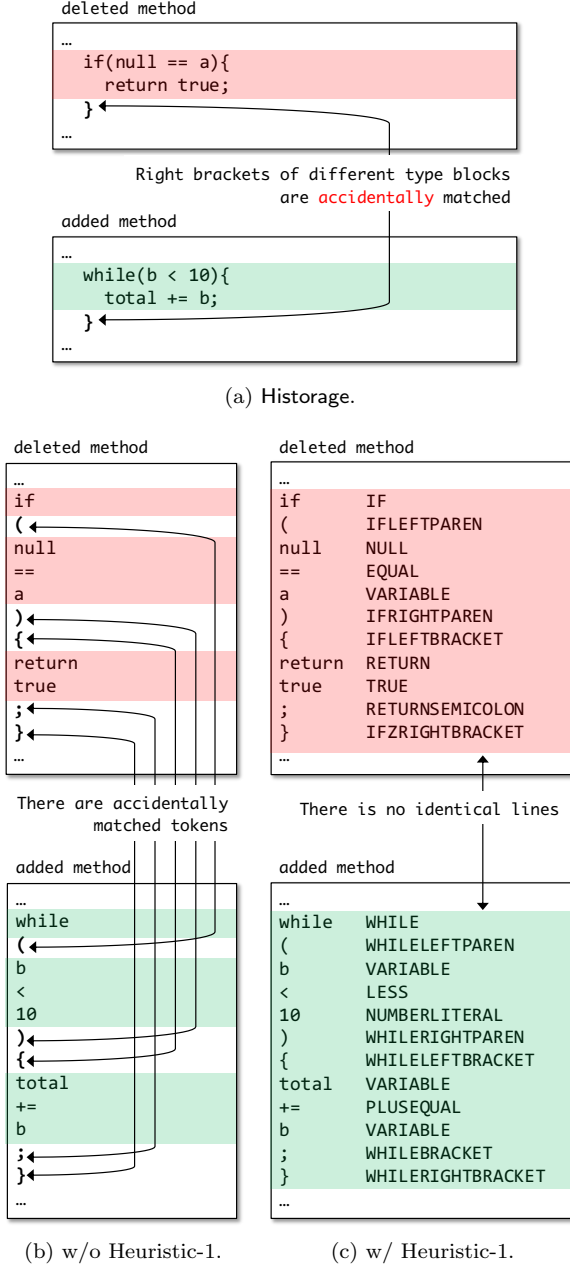 deleted method
…
if(null == a){
return true;
}
…
Right brackets of different type blocks
are accidentally matched
added method
…
while(b < 10){
total += b;
}
…
(a) Historage.
deleted method
…
if
(
null
==
a
)
{
return
true
;
}
…
There are accidentally
matched tokens
added method
…
while
(
b
<
10
)
{
total
+=
b
;
}
…
(b) w/o Heuristic-1.
deleted method
…
if IF
( IFLEFTPAREN
null NULL
== EQUAL
a VARIABLE
) IFRIGHTPAREN
{ IFLEFTBRACKET
return RETURN
true TRUE
; RETURNSEMICOLON
} IFZRIGHTBRACKET
…
There is no identical lines
added method
…
while WHILE
( WHILELEFTPAREN
b VARIABLE
< LESS
10 NUMBERLITERAL
) WHILERIGHTPAREN
{ WHILELEFTBRACKET
total VARIABLE
+= PLUSEQUAL
b VARIABLE
; WHILEBRACKET
} WHILERIGHTBRACKET
…
(c) w/ Heuristic-1.